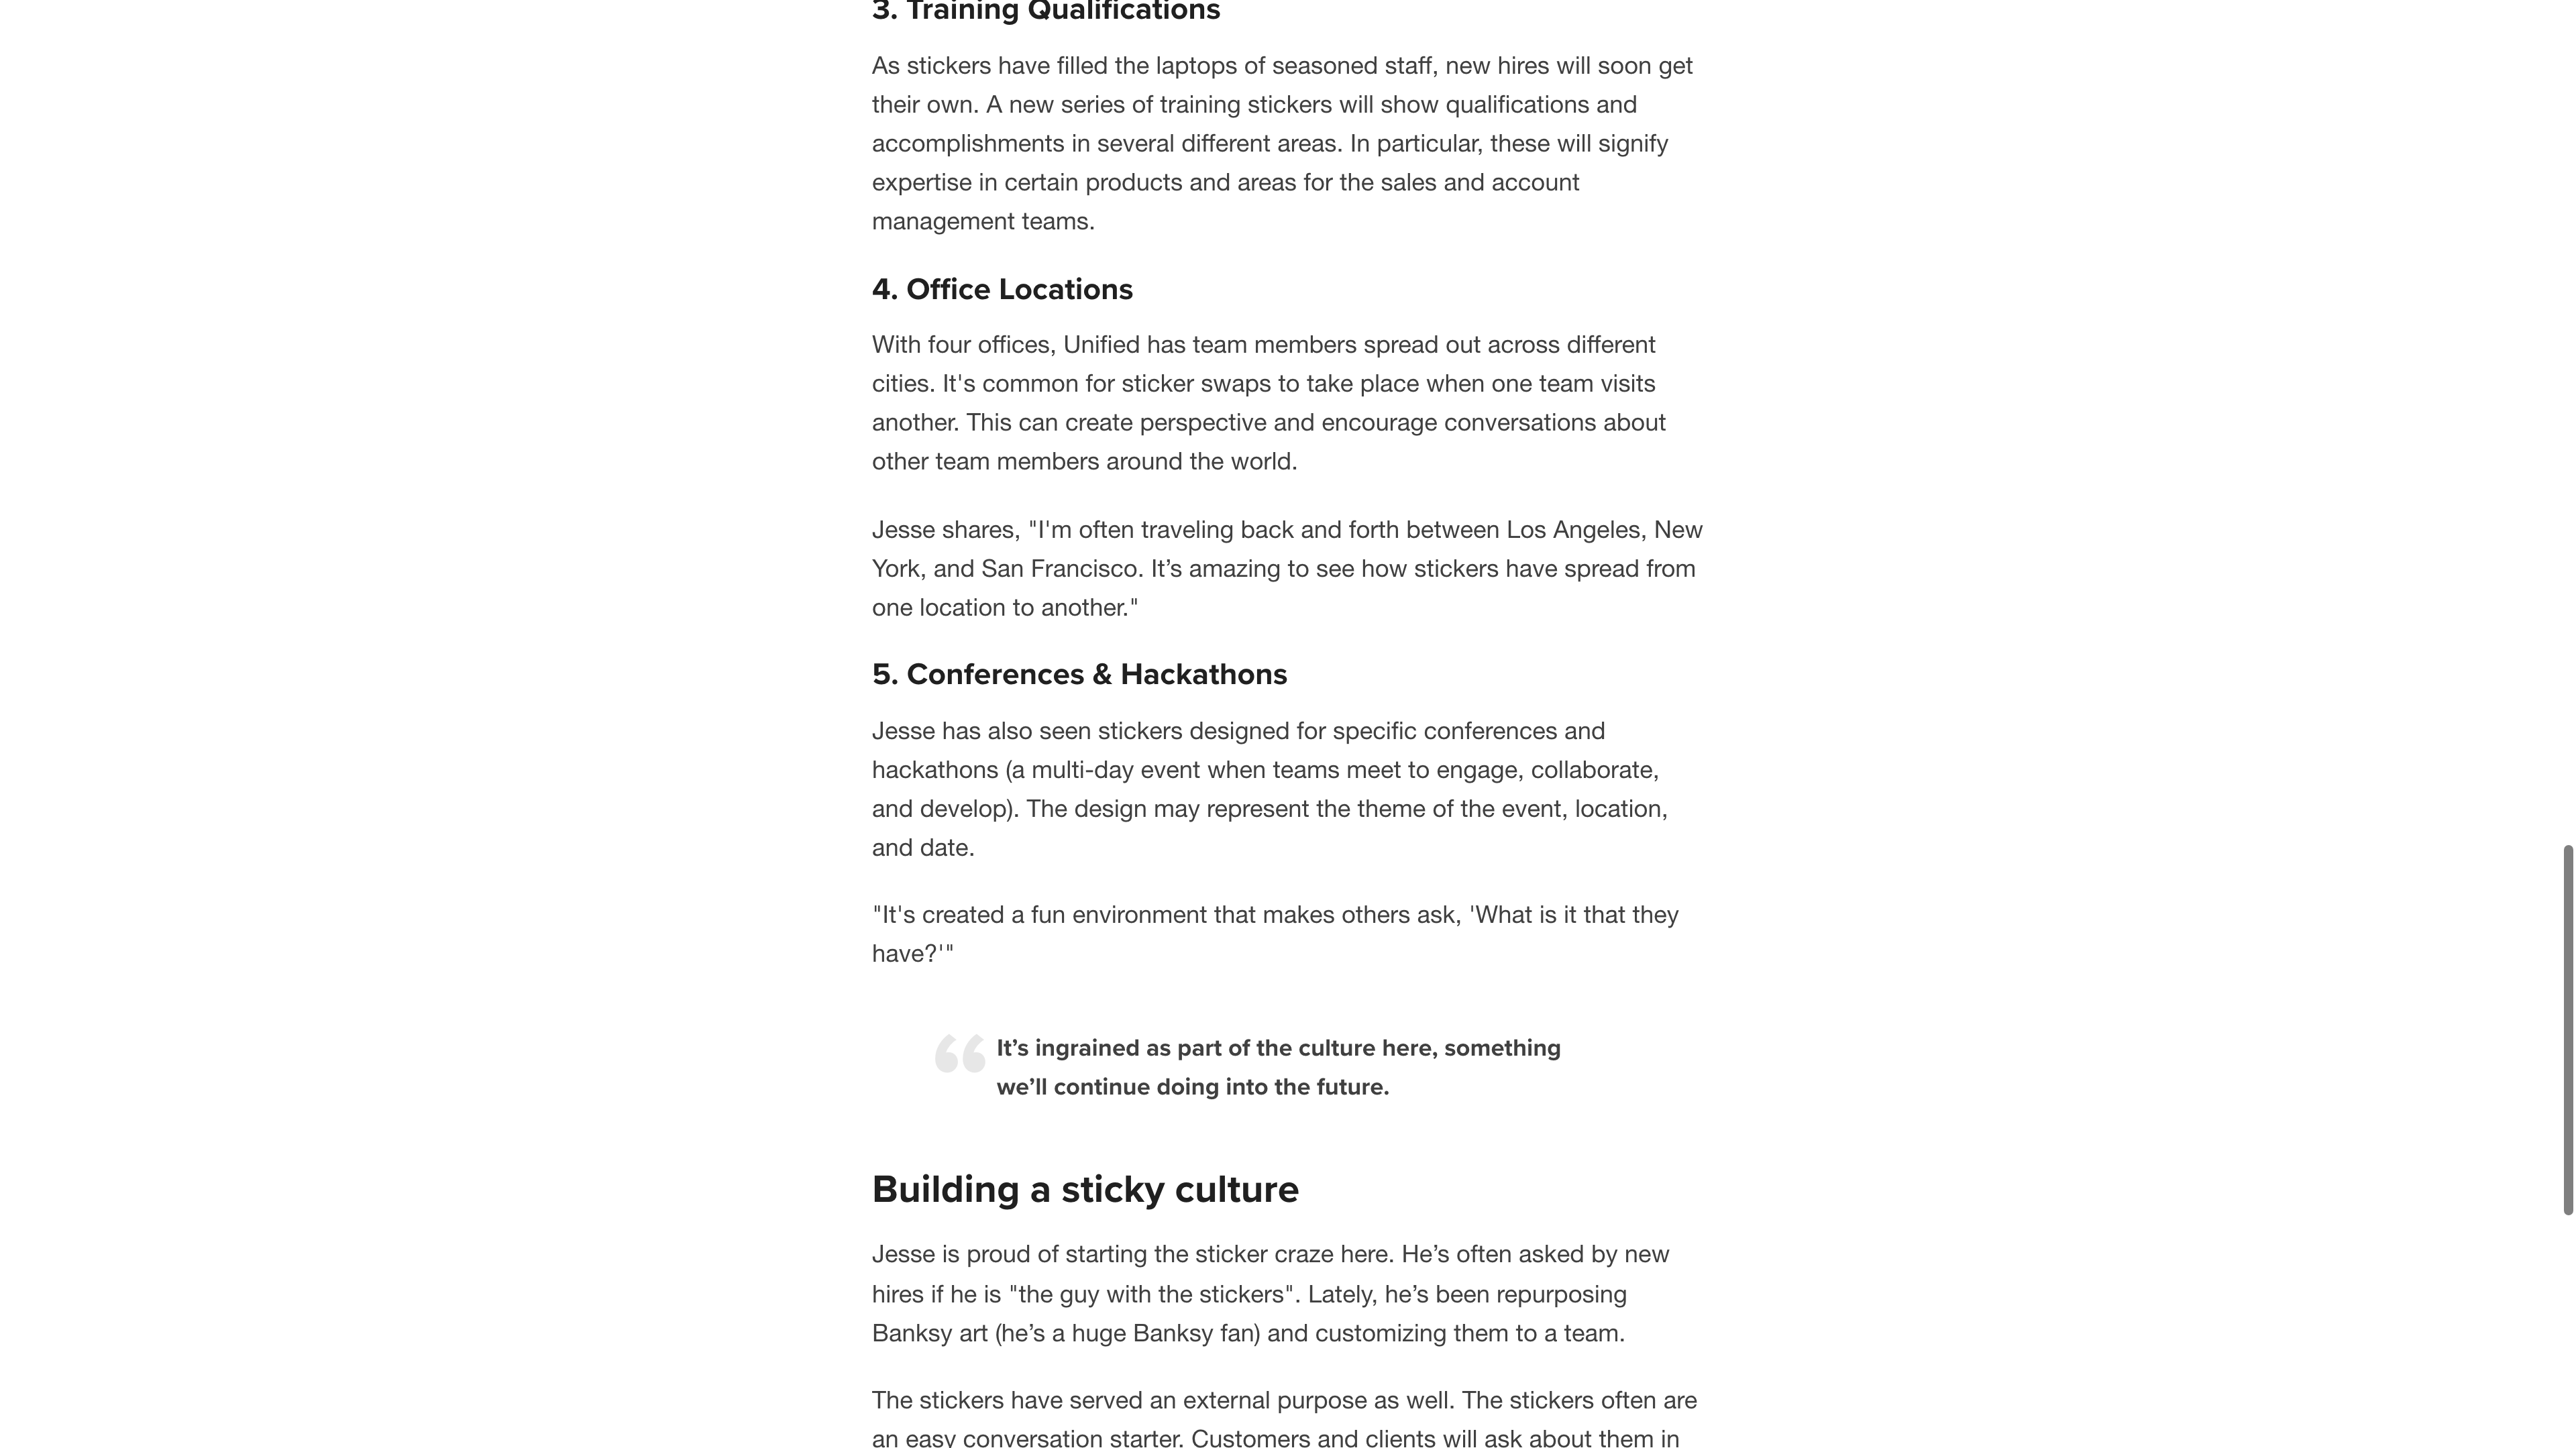 3. Training Qualifications
As stickers have filled the laptops of seasoned staff, new hires will soon get
their own. A new series of training stickers will show qualifications and
accomplishments in several different areas. In particular, these will signify
expertise in certain products and areas for the sales and account
management teams.
4. Office Locations
With four offices, Unified has team members spread out across different
cities. It's common for sticker swaps to take place when one team visits
another. This can create perspective and encourage conversations about
other team members around the world.
Jesse shares, "I'm often traveling back and forth between Los Angeles, New
York, and San Francisco. It’s amazing to see how stickers have spread from
one location to another."
5. Conferences & Hackathons
Jesse has also seen stickers designed for specific conferences and
hackathons (a multi-day event when teams meet to engage, collaborate,
and develop). The design may represent the theme of the event, location,
and date.
"It's created a fun environment that makes others ask, 'What is it that they
have?'"
“It’s ingrained as part of the culture here, something
we’ll continue doing into the future.
Building a sticky culture
Jesse is proud of starting the sticker craze here. He’s often asked by new
hires if he is "the guy with the stickers". Lately, he’s been repurposing
Banksy art (he’s a huge Banksy fan) and customizing them to a team.
The stickers have served an external purpose as well. The stickers often are
an easy conversation starter. Customers and clients will ask about them in